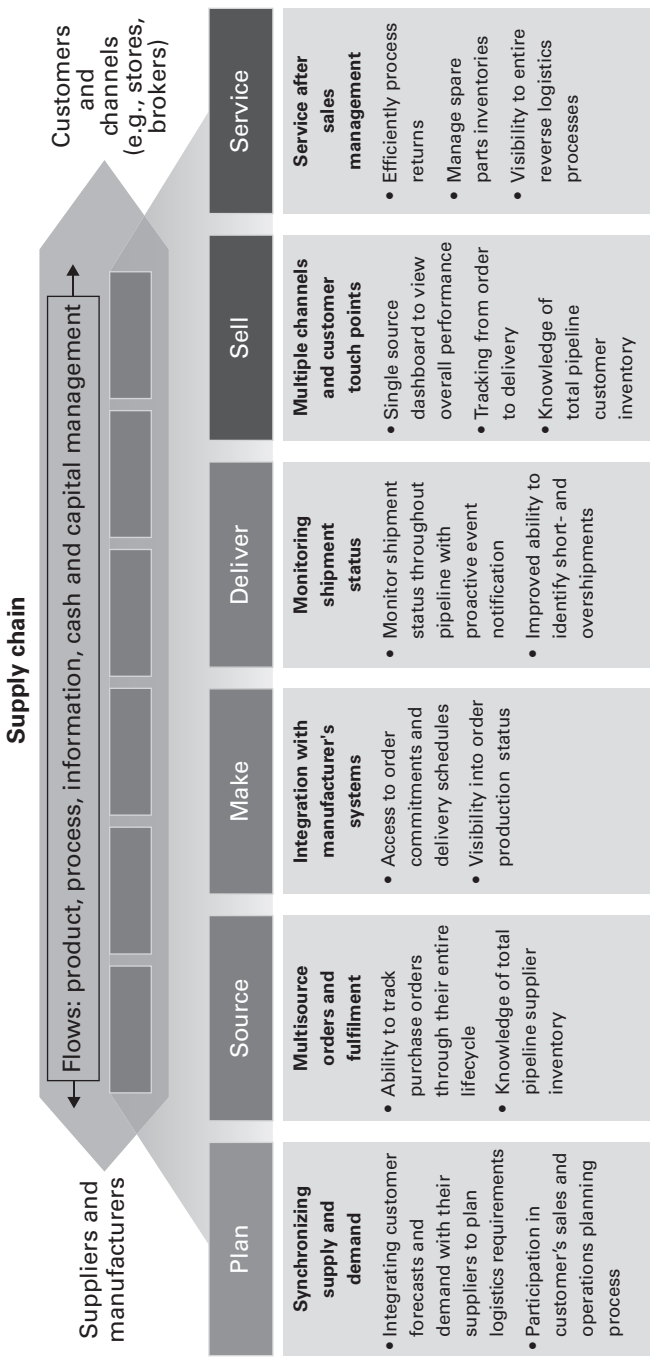 Supply chain
Suppliers and
manufacturers
Flows: product, process, information, cash and capital management
Customers
and
channels
(e.g., stores,
brokers)
Plan
Synchronizing
supply and
demand
• Integrating customer
forecasts and
demand with their
suppliers to plan
logistics requirements
• Participation in
customer's sales and
operations planning
process
Source
Multisource
orders and
fulfilment
• Ability to track
purchase orders
through their entire
lifecycle
• Knowledge of total
pipeline supplier
inventory
Make
Integration with
manufacturer's
systems
• Access to order
commitments and
delivery schedules
• Visibility into order
production status
Deliver
Monitoring
shipment
status
• Monitor shipment
status throughout
pipeline with
proactive event
notification
• Improved ability to
identify short- and
overshipments
Sell
Multiple channels
and customer
touch points
• Single source
dashboard to view
overall performance
• Tracking from order
to delivery
• Knowledge of
total pipeline
customer
inventory
Service
Service after
sales
management
• Efficiently process
returns
• Manage spare
parts inventories
• Visibility to entire
reverse logistics
processes